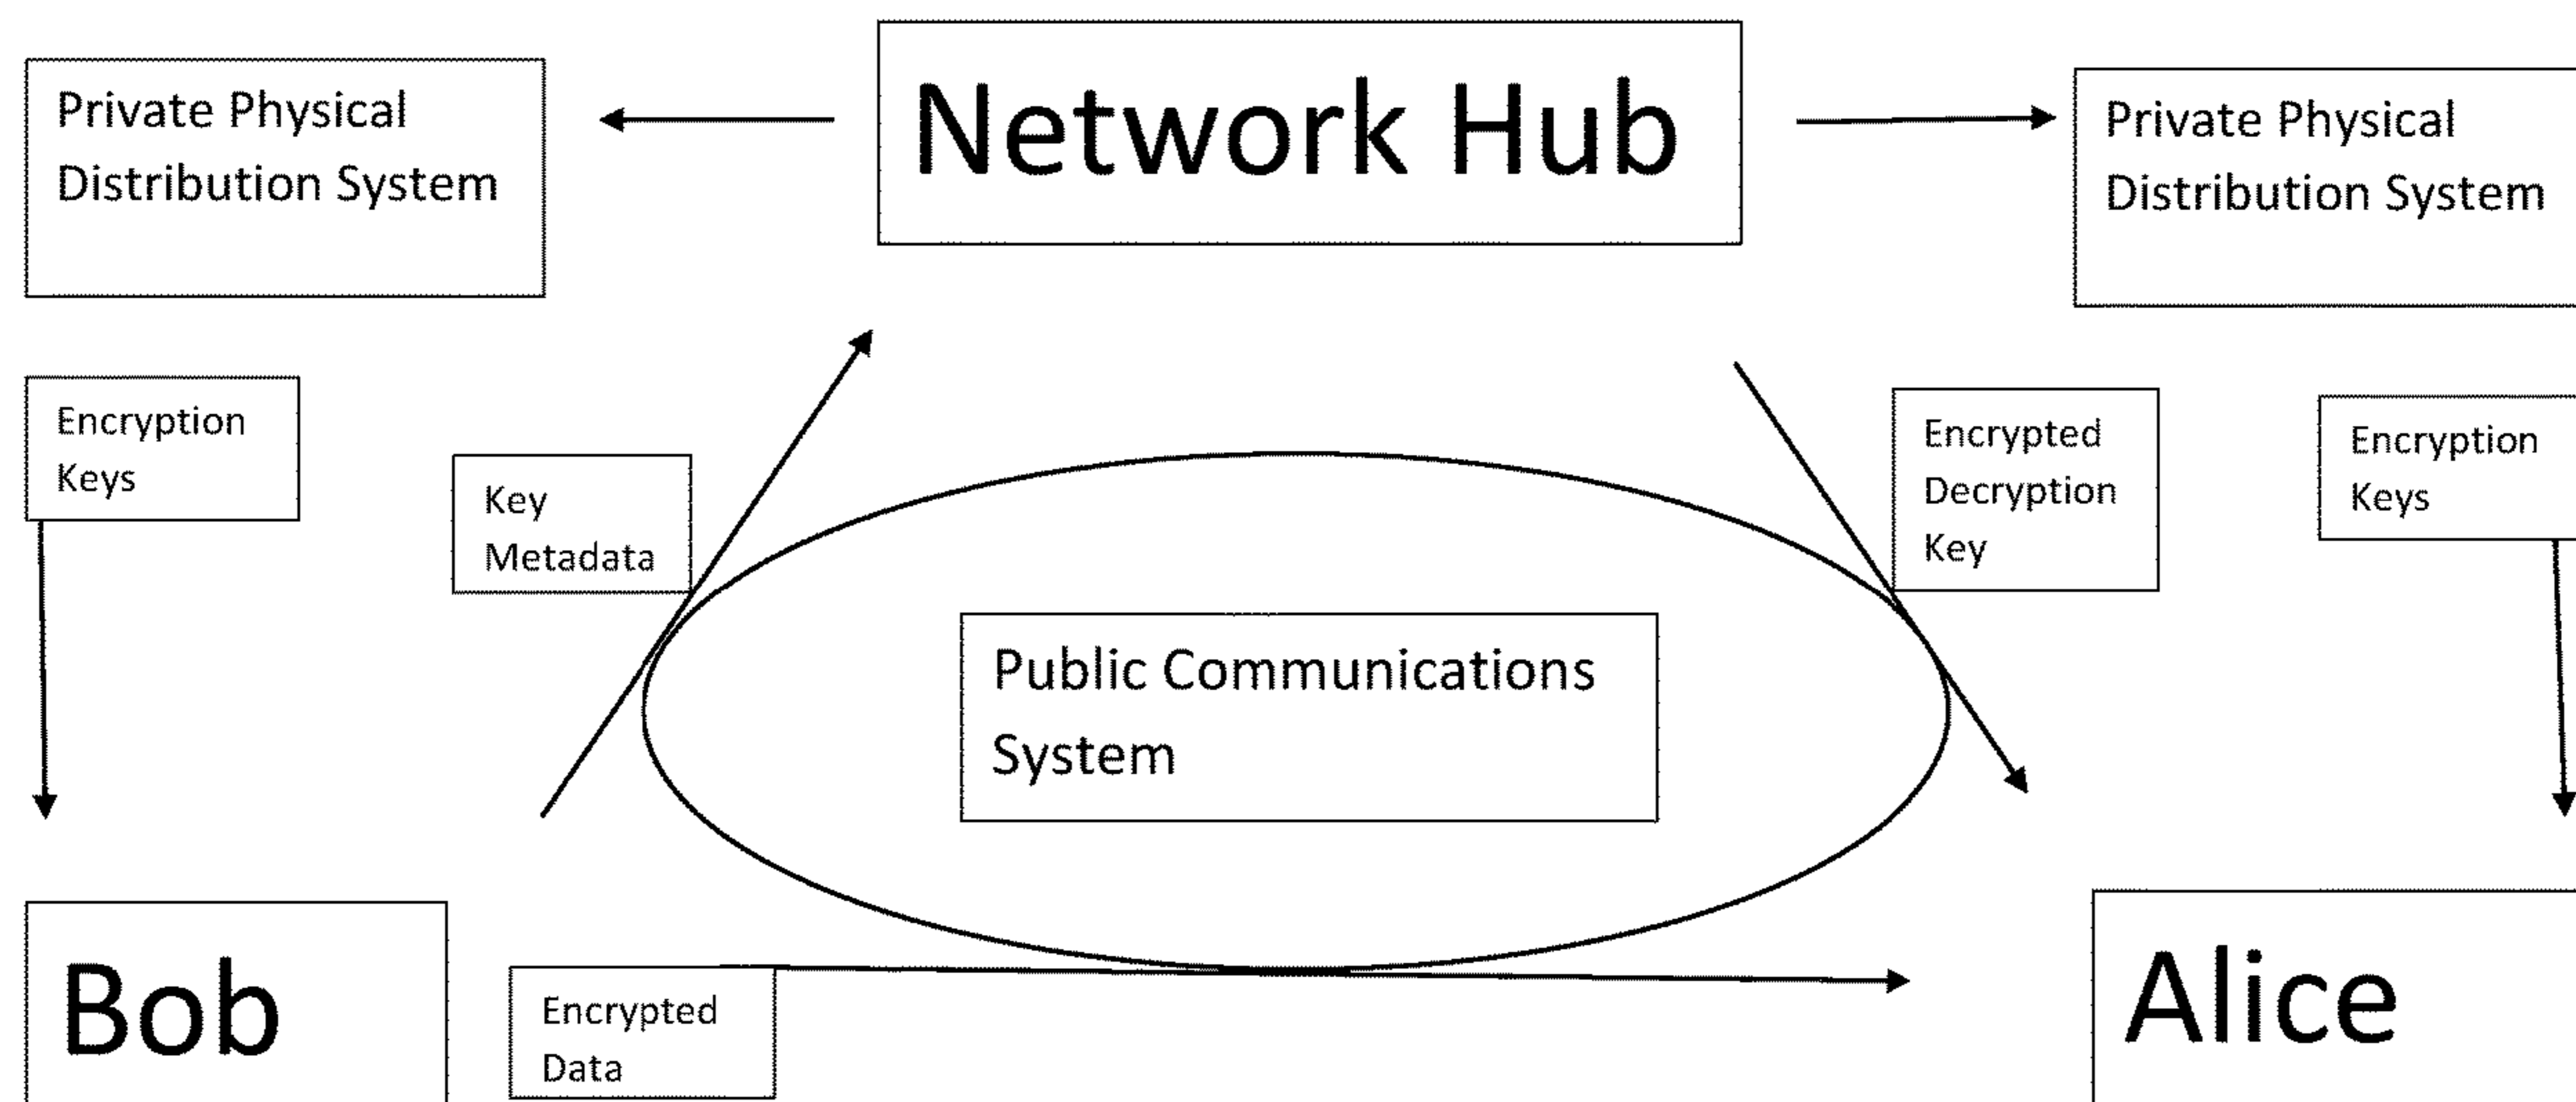 Private Physical
Distribution System
Network Hub
Private Physical
Distribution System
Encryption
Keys
Key
Metadata
Encrypted
Decryption
Key
Encryption
Keys
Public Communications
System
Bob
Encrypted
Data
Alice